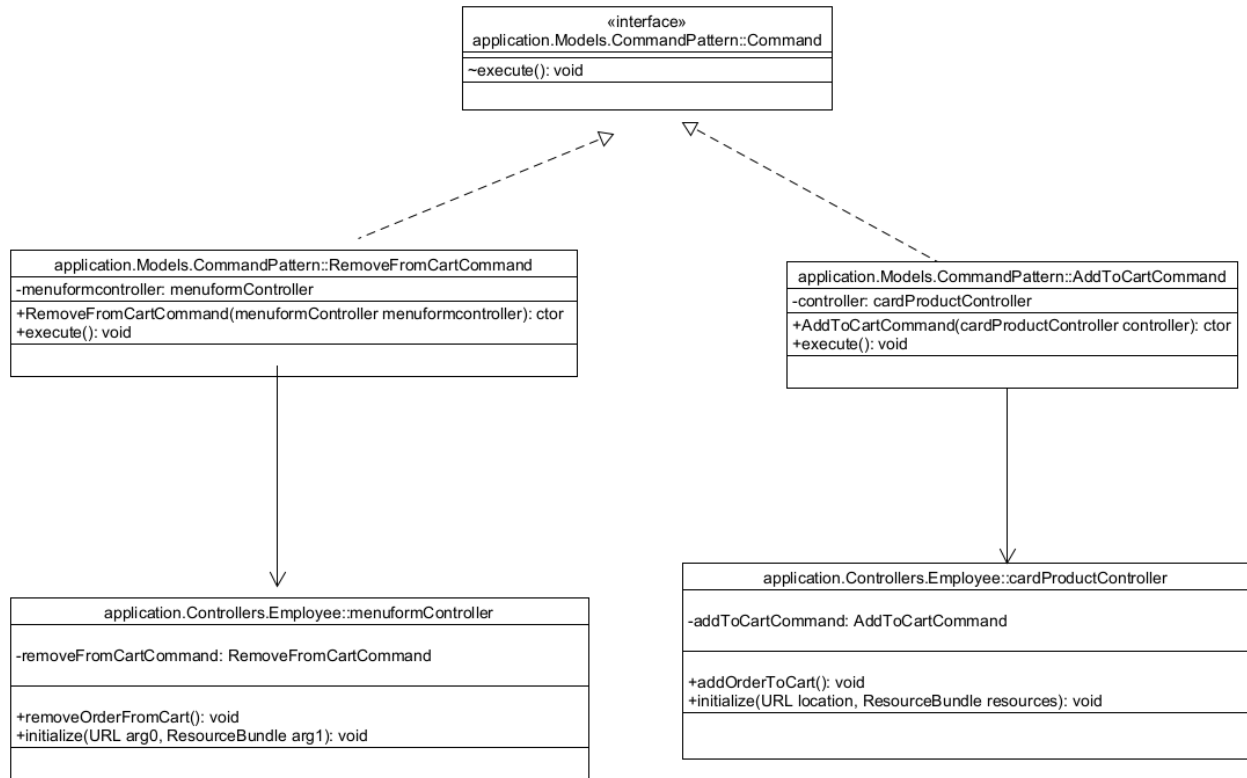 «interface»
application.Models.CommandPattern::Command
~execute(): void
application.Models.CommandPattern::RemoveFromCartCommand
-menuformcontroller: menuformController
+RemoveFromCartCommand(menuformController menuformcontroller): ctor
+execute(): void
application.Models.CommandPattern::AddToCartCommand
-controller: cardProductController
+AddToCartCommand(cardProductController controller): ctor
+execute(): void
application.Controllers.Employee::menuformController
-removeFromCartCommand: RemoveFromCartCommand
+removeOrderFromCart(): void
+initialize(URL arg0, ResourceBundle arg1): void
application.Controllers.Employee::cardProductController
-addToCartCommand: AddToCartCommand
+addOrderToCart(): void
+initialize(URL location, ResourceBundle resources): void